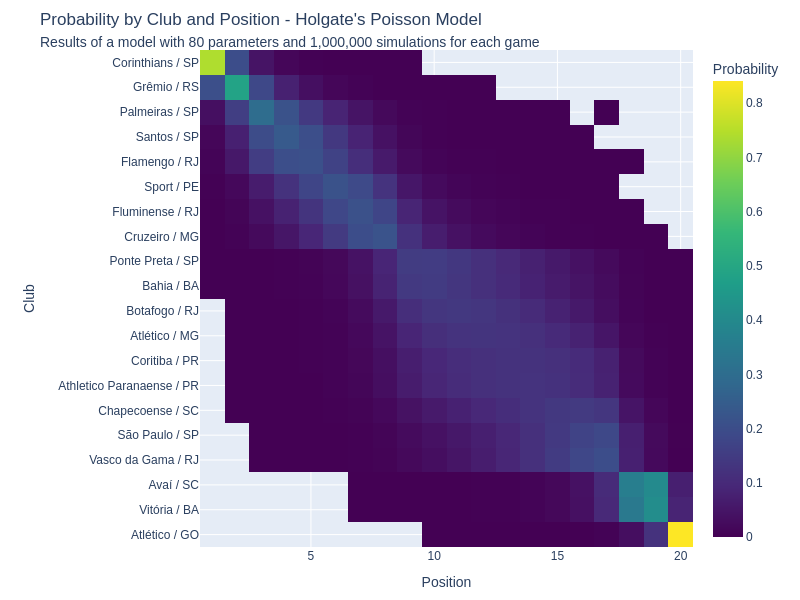 Probability by Club and Position - Holgate's Poisson Model
Results of a model with 80 parameters and 1,000,000 simulations for each game
Probability
Club
Corinthians / SP
Grêmio / RS
Palmeiras / SP
Santos / SP
Flamengo / RJ
Sport / PE
Fluminense / RJ
Cruzeiro / MG
Ponte Preta / SP
Bahia / BA
Botafogo / RJ
Atlético / MG
Coritiba / PR
Athletico Paranaense / PR
Chapecoense / SC
São Paulo / SP
Vasco da Gama / RJ
Avaí / SC
Vitória / BA
Atlético / GO
0.8
0.7
0.6
0.5
0.4
0.3
0.2
0.1
0
5 10 15 20
Position